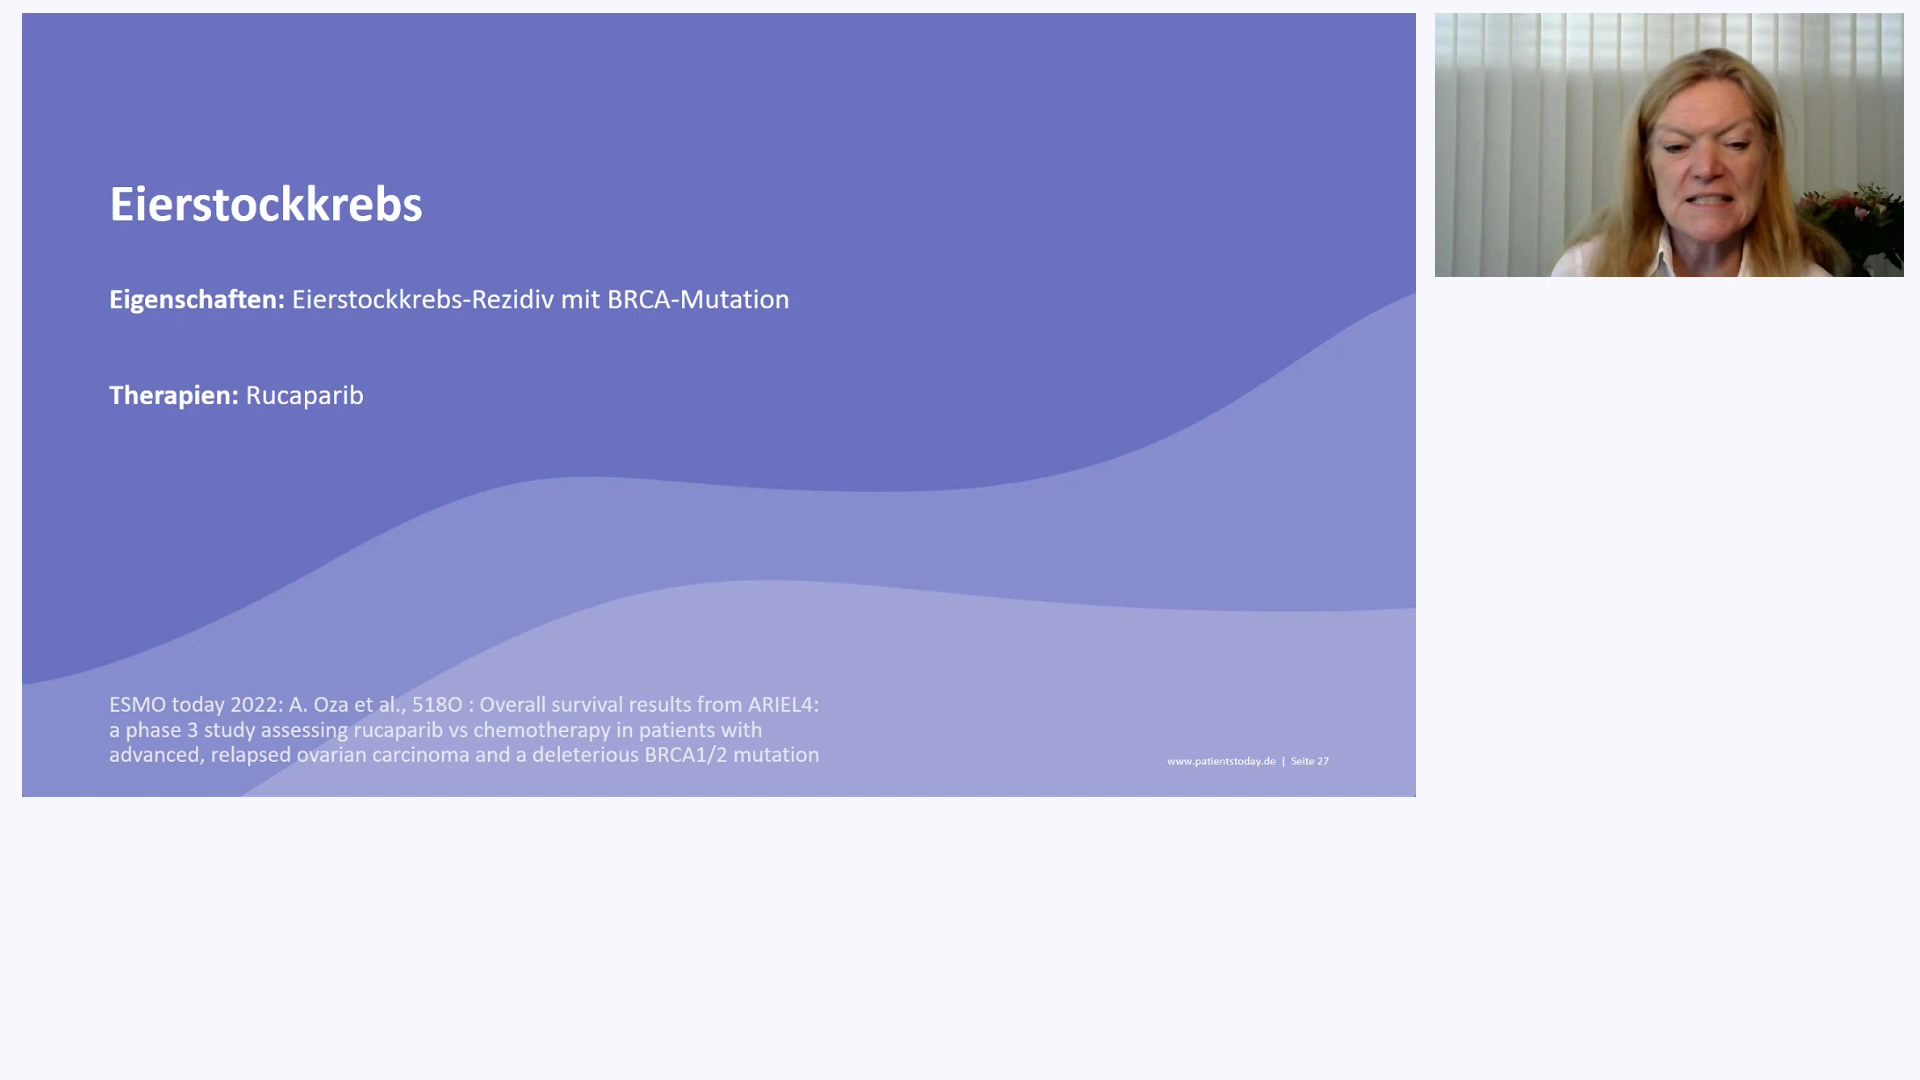 Eierstockkrebs
Eigenschaften: Eierstockkrebs-Rezidiv mit BRCA-Mutation
Therapien: Rucaparib
ESMO today 2022: A. Oza et al., 518O : Overall survival results from ARIEL4:
a phase 3 study assessing rucaparib vs chemotherapy in patients with
advanced, relapsed ovarian carcinoma and a deleterious BRCA1/2 mutation
www.patientstoday.de | Seite 27